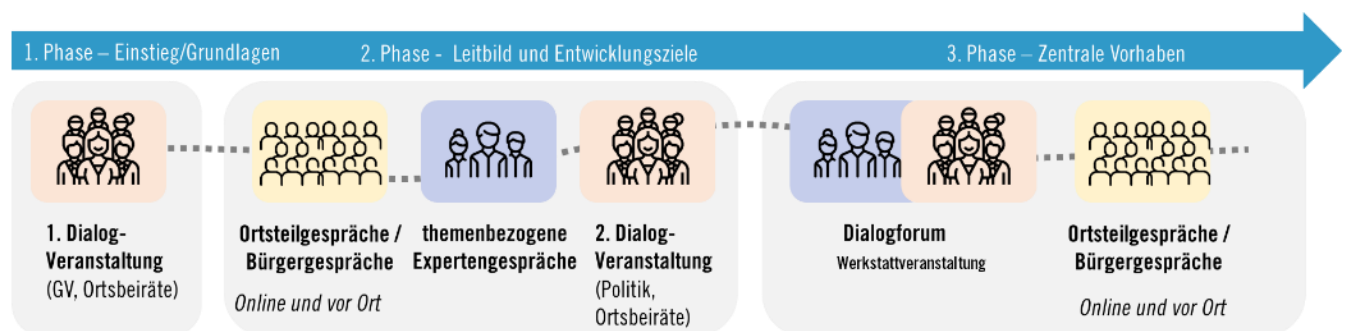 1. Phase – Einstieg/Grundlagen
2. Phase - Leitbild und Entwicklungsziele
3. Phase – Zentrale Vorhaben
1. Dialog-
Veranstaltung
(GV, Ortsbeiräte)
Ortsteilgespräche /
Bürgergespräche
Online und vor Ort
themenbezogene
Expertengespräche
2. Dialog-
Veranstaltung
(Politik,
Ortsbeiräte)
Dialogforum
Werkstattveranstaltung
Ortsteilgespräche /
Bürgergespräche
Online und vor Ort